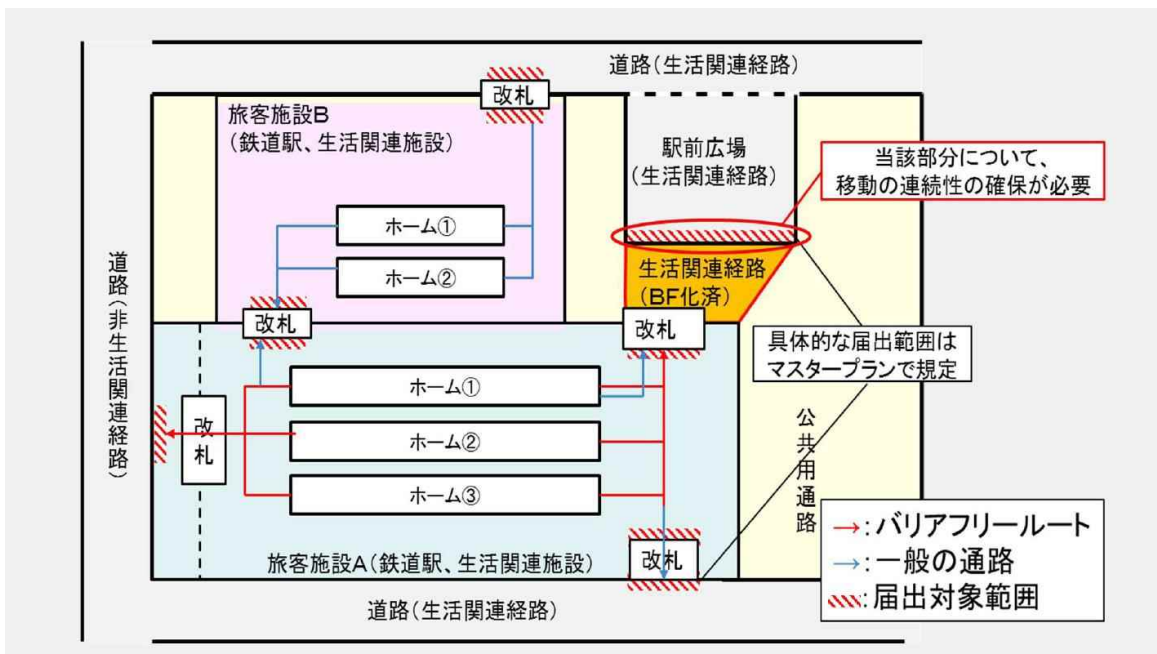 道路（生活関連経路）
改札
旅客施設B
（鉄道駅、生活関連施設）
駅前広場
（生活関連経路）
当該部分について、
移動の連続性の確保が必要
ホーム①
ホーム②
生活関連経路
（BF化済）
道路（非生活関連経路）
改札
改札
具体的な届出範囲は
マスタープランで規定
ホーム①
改札
ホーム②
ホーム③
公共用通路
旅客施設A（鉄道駅、生活関連施設）
改札
道路（生活関連経路）
→：バリアフリールート
→：一般の通路
：届出対象範囲